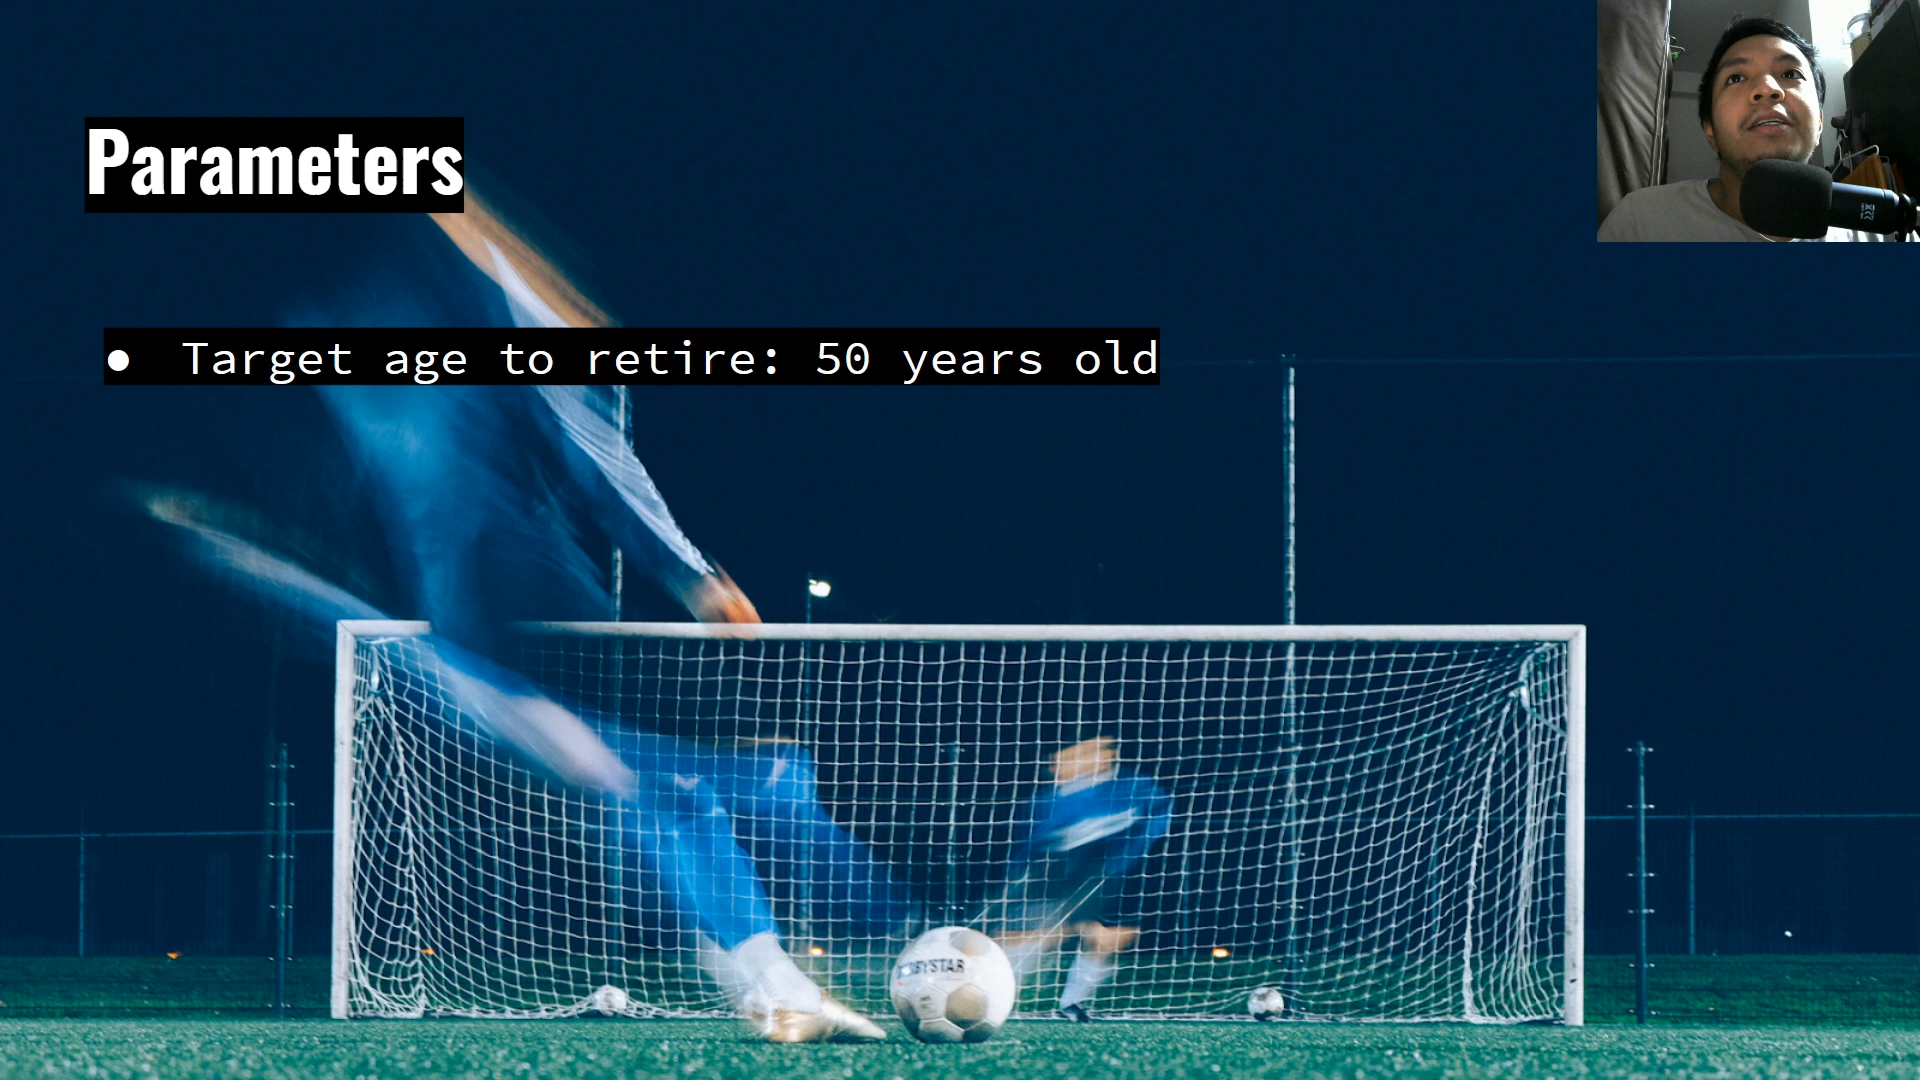 Parameters
● Target age to retire: 50 years old